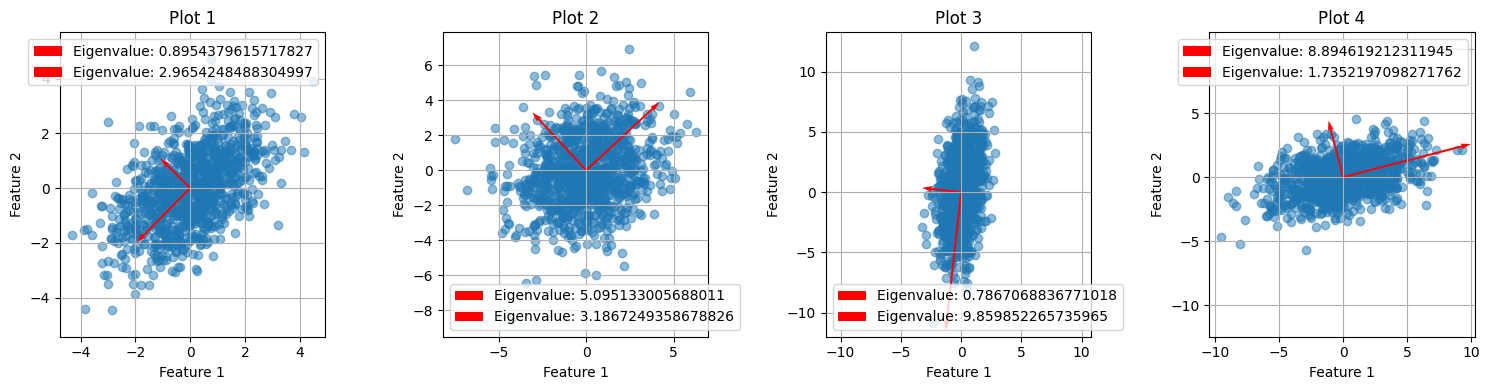 Plot 1
Eigenvalue: 0.8954379615717827
Eigenvalue: 2.9654248488304997
4
2
0
−2
−4
−4
−2
0
2
4
Feature 1
Feature 2
Plot 2
6
4
2
0
−2
−4
−6
−8
Eigenvalue: 5.095133005688011
Eigenvalue: 3.1867249358678826
−5
0
5
Feature 1
Feature 2
Plot 3
10
5
0
−5
−10
Eigenvalue: 0.7867068836771018
Eigenvalue: 9.859852265735965
−10
−5
0
5
10
Feature 1
Feature 2
Plot 4
Eigenvalue: 8.894619212311945
Eigenvalue: 1.7352197098271762
5
0
−5
−10
−10
−5
0
5
10
Feature 1
Feature 2